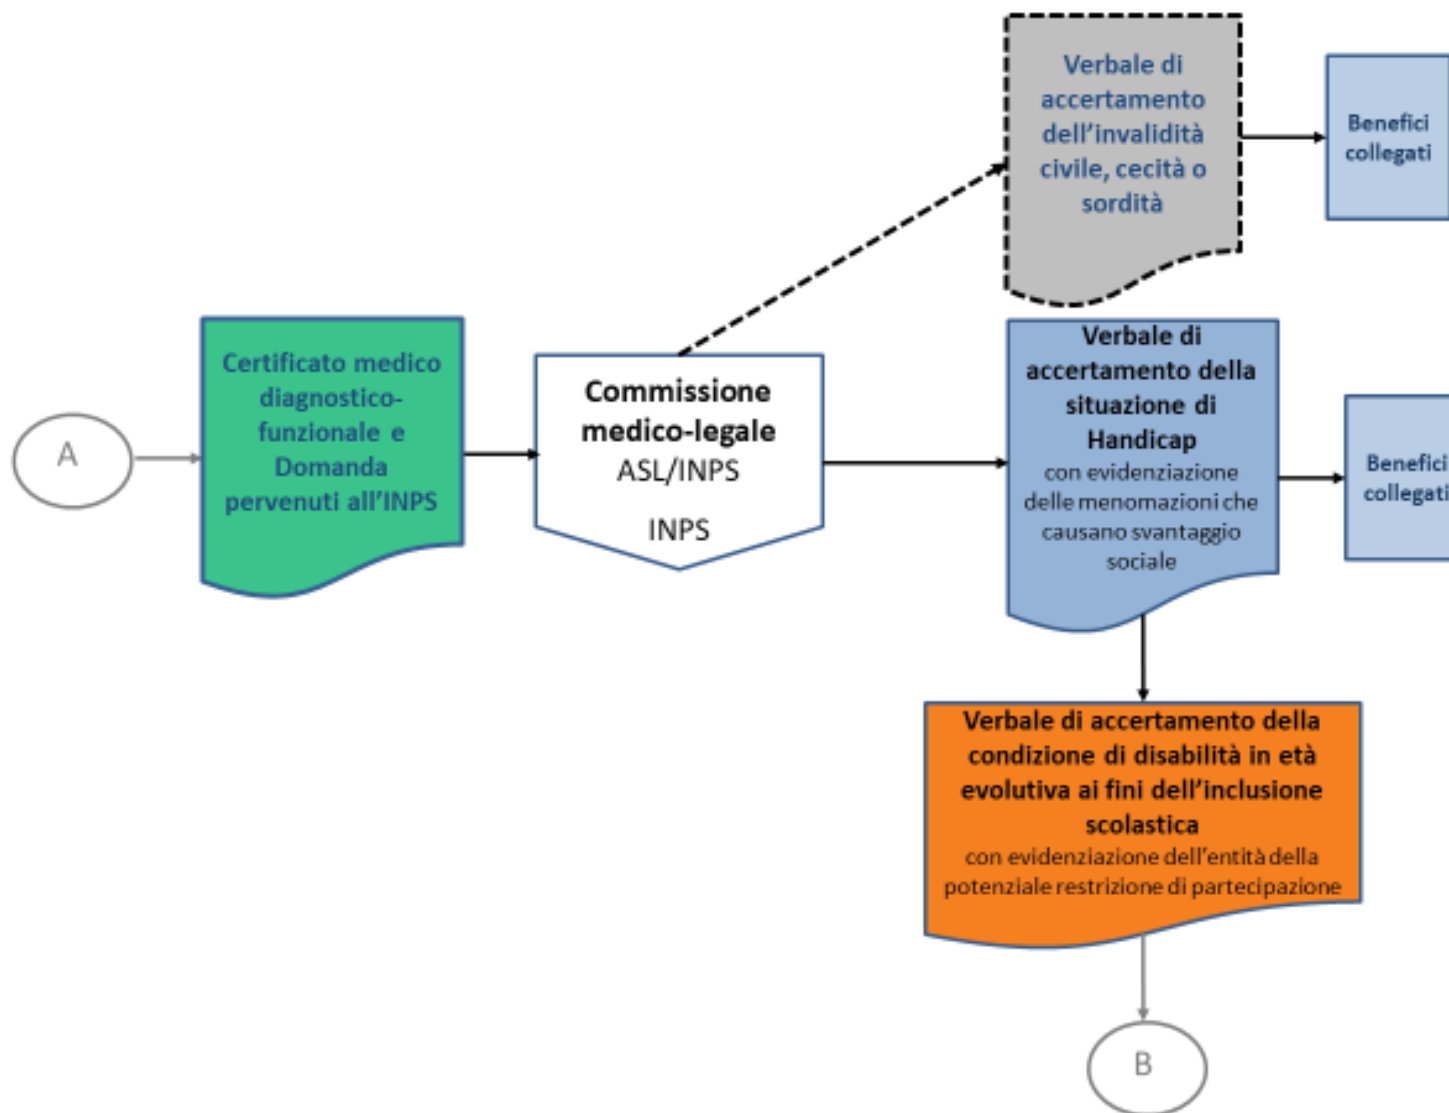 A
Certificato medico
diagnostico-
funzionale e
Domanda
pervenuti all'INPS
Commissione
medico-legale
ASL/INPS
INPS
Verbale di
accertamento
dell'invalidità
civile, cecità o
sordità
Benefici
collegati
Verbale di
accertamento della
situazione di
Handicap
con evidenziazione
delle menomazioni che
causano svantaggio
sociale
Benefici
collegati
Verbale di accertamento della
condizione di disabilità in età
evolutiva ai fini dell'inclusione
scolastica
con evidenziazione dell'entità della
potenziale restrizione di partecipazione
B